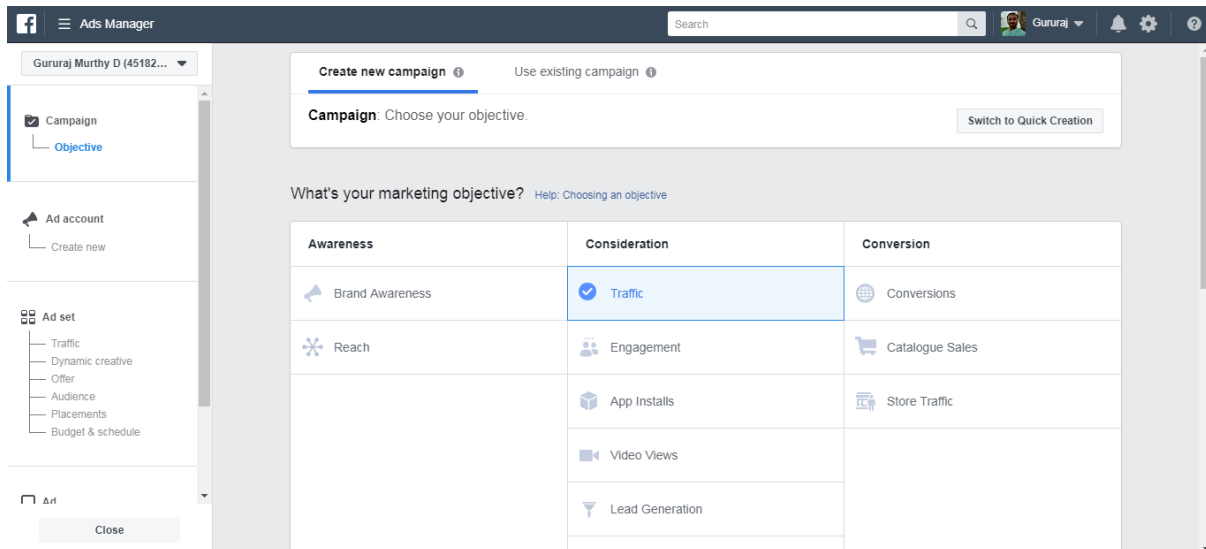 f
Ads Manager
Search
Gururaj
?
Gururaj Murthy D (45182...
Campaign
Objective
Ad account
Create new
Ad set
Traffic
Dynamic creative
Offer
Audience
Placements
Budget & schedule
Ad
Close
Create new campaign
Use existing campaign
Campaign: Choose your objective.
Switch to Quick Creation
What's your marketing objective? Help: Choosing an objective
Awareness Consideration Conversion
Brand Awareness Traffic Conversions
Reach Engagement Catalogue Sales
App Installs Store Traffic
Video Views
Lead Generation